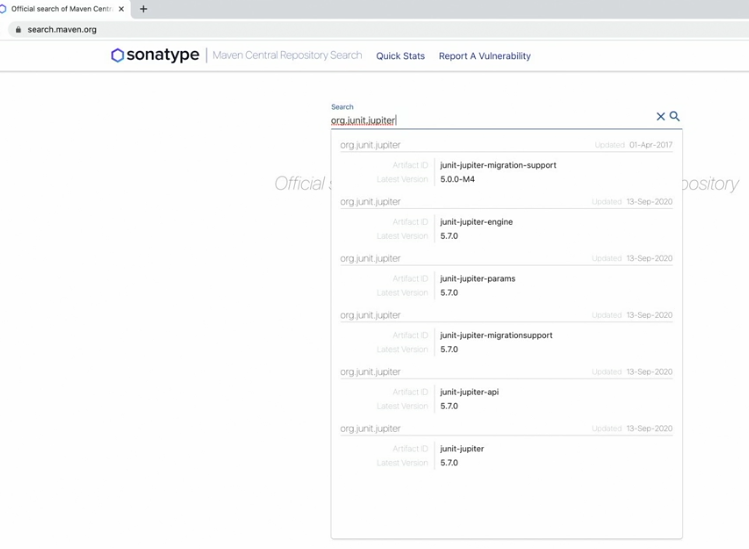 Official search of Maven Centr
search.maven.org
sonatype
Maven Central Repository Search
Quick Stats
Report A Vulnerability
Search
org.junit.jupiter
org.junit.jupiter
Updated 01-Apr-2017
Artifact ID junit-jupiter-migration-support
Latest Version 5.0.0-M4
Official s
pository
org.junit.jupiter
Updated 13-Sep-2020
Artifact ID junit-jupiter-engine
Latest Version 5.7.0
org.junit.jupiter
Updated 13-Sep-2020
Artifact ID junit-jupiter-params
Latest Version 5.7.0
org.junit.jupiter
Updated 13-Sep-2020
Artifact ID junit-jupiter-migrationsupport
Latest Version 5.7.0
org.junit.jupiter
Updated 13-Sep-2020
Artifact ID junit-jupiter-api
Latest Version 5.7.0
org.junit.jupiter
Updated 13-Sep-2020
Artifact ID junit-jupiter
Latest Version 5.7.0